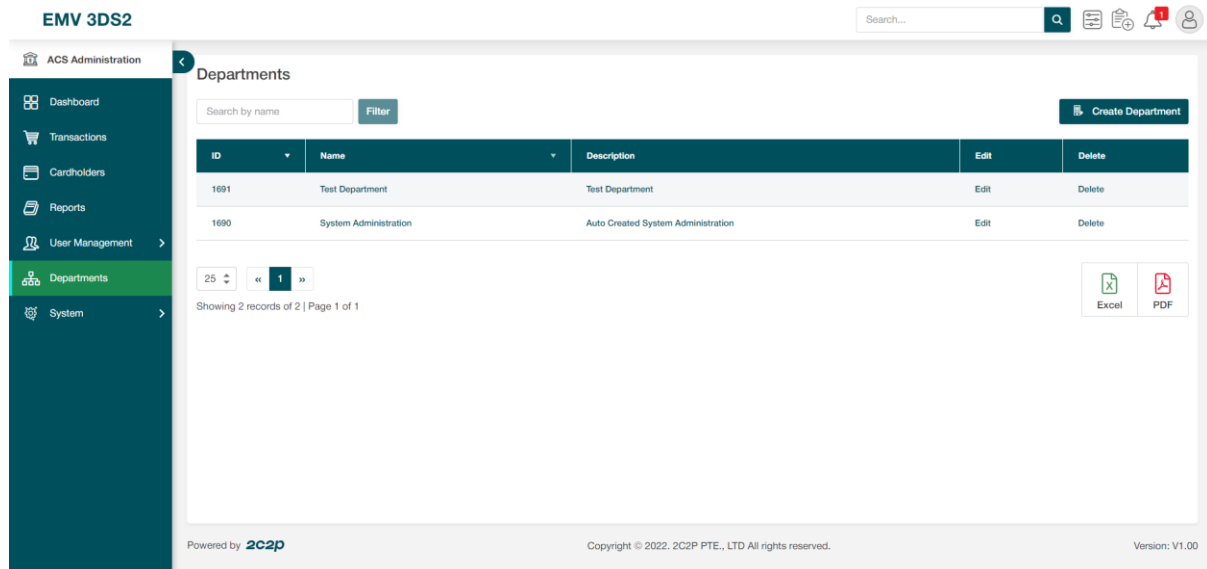 EMV 3DS2
Search...
1
ACS Administration
Dashboard
Transactions
Cardholders
Reports
User Management
Departments
System
Departments
Search by name
Filter
Create Department
ID Name Description Edit Delete
1691 Test Department Test Department Edit Delete
1690 System Administration Auto Created System Administration Edit Delete
25 « 1 »
Showing 2 records of 2 | Page 1 of 1
Excel PDF
Powered by 2c2p Copyright © 2022. 2C2P PTE., LTD All rights reserved. Version: V1.00